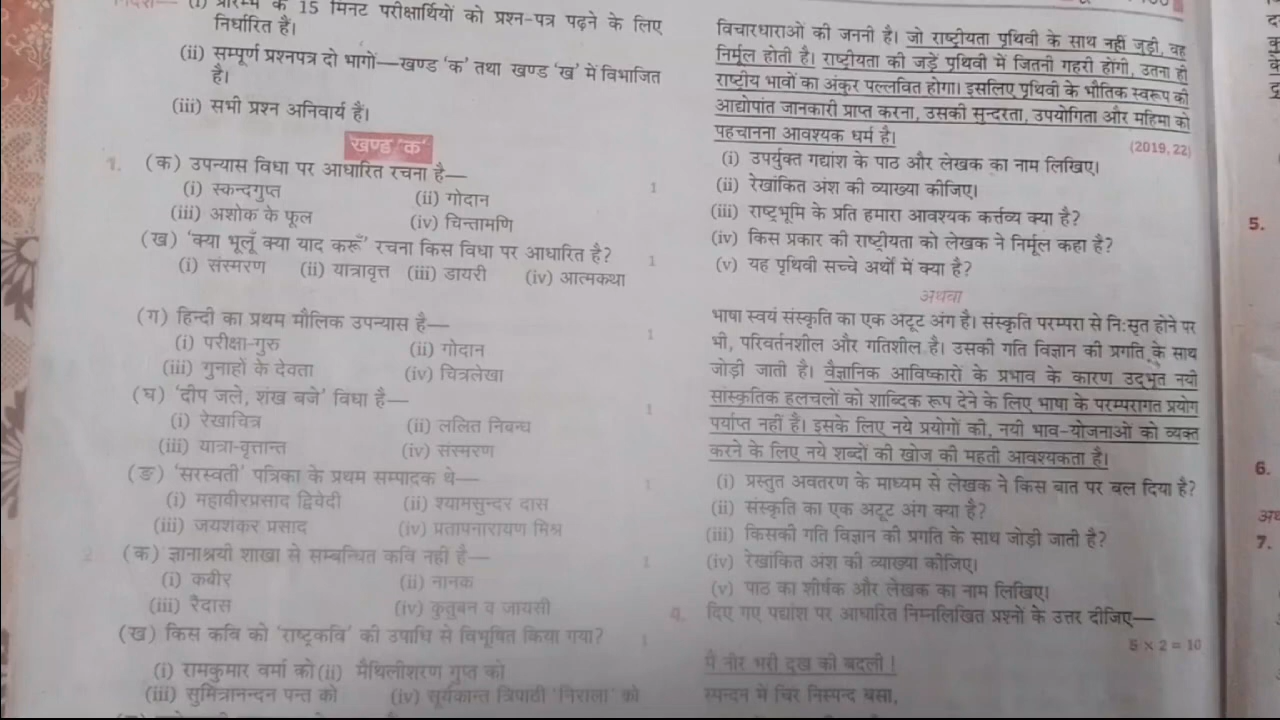 (i) प्रारम्भ के 15 मिनट परीक्षार्थियों को प्रश्न-पत्र पढ़ने के लिए
निर्धारित हैं।
(ii) सम्पूर्ण प्रश्नपत्र दो भागों—खण्ड 'क' तथा खण्ड 'ख' में विभाजित
है।
(iii) सभी प्रश्न अनिवार्य हैं।
खण्ड 'क'
1. (क) उपन्यास विधा पर आधारित रचना है— 1
(i) स्कन्दगुप्त (ii) गोदान
(iii) अशोक के फूल (iv) चिन्तामणि
(ख) 'क्या भूलूँ क्या याद करूँ' रचना किस विधा पर आधारित है? 1
(i) संस्मरण (ii) यात्रावृत्त (iii) डायरी (iv) आत्मकथा
(ग) हिन्दी का प्रथम मौलिक उपन्यास है— 1
(i) परीक्षा-गुरु (ii) गोदान
(iii) गुनाहों के देवता (iv) चित्रलेखा
(घ) 'दीप जले, शंख बजे' विधा है— 1
(i) रेखाचित्र (ii) ललित निबन्ध
(iii) यात्रा-वृत्तान्त (iv) संस्मरण
(ङ) 'सरस्वती' पत्रिका के प्रथम सम्पादक थे— 1
(i) महावीरप्रसाद द्विवेदी (ii) श्यामसुन्दर दास
(iii) जयशंकर प्रसाद (iv) प्रतापनारायण मिश्र
2 (क) ज्ञानाश्रयी शाखा से सम्बन्धित कवि नहीं है— 1
(i) कबीर (ii) नानक
(iii) रैदास (iv) कुतुबन व जायसी
(ख) किस कवि को 'राष्ट्रकवि' की उपाधि से विभूषित किया गया? 1
(i) रामकुमार वर्मा को (ii) मैथिलीशरण गुप्त को
(iii) सुमित्रानन्दन पन्त को (iv) सूर्यकान्त त्रिपाठी 'निराला' को
विचारधाराओं की जननी है। जो राष्ट्रीयता पृथिवी के साथ नहीं जुड़ी, वह
निर्मूल होती है। राष्ट्रीयता की जड़ें पृथिवी में जितनी गहरी होंगी, उतना ही
राष्ट्रीय भावों का अंकुर पल्लवित होगा। इसलिए पृथिवी के भौतिक स्वरूप की
आद्योपांत जानकारी प्राप्त करना, उसकी सुन्दरता, उपयोगिता और महिमा को
पहचानना आवश्यक धर्म है।
(2019, 22)
(i) उपर्युक्त गद्यांश के पाठ और लेखक का नाम लिखिए।
(ii) रेखांकित अंश की व्याख्या कीजिए।
(iii) राष्ट्रभूमि के प्रति हमारा आवश्यक कर्त्तव्य क्या है?
(iv) किस प्रकार की राष्ट्रीयता को लेखक ने निर्मूल कहा है?
(v) यह पृथिवी सच्चे अर्थों में क्या है?
अथवा
भाषा स्वयं संस्कृति का एक अटूट अंग है। संस्कृति परम्परा से नि:सृत होने पर
भी, परिवर्तनशील और गतिशील है। उसकी गति विज्ञान की प्रगति के साथ
जोड़ी जाती है। वैज्ञानिक आविष्कारों के प्रभाव के कारण उद्भूत नयी
सांस्कृतिक हलचलों को शाब्दिक रूप देने के लिए भाषा के परम्परागत प्रयोग
पर्याप्त नहीं है। इसके लिए नये प्रयोगों की, नयी भाव-योजनाओं को व्यक्त
करने के लिए नये शब्दों की खोज की महती आवश्यकता है।
(i) प्रस्तुत अवतरण के माध्यम से लेखक ने किस बात पर बल दिया है?
(ii) संस्कृति का एक अटूट अंग क्या है?
(iii) किसकी गति विज्ञान की प्रगति के साथ जोड़ी जाती है?
(iv) रेखांकित अंश की व्याख्या कीजिए।
(v) पाठ का शीर्षक और लेखक का नाम लिखिए।
दिए गए पद्यांश पर आधारित निम्नलिखित प्रश्नों के उत्तर दीजिए—
5 × 2 = 10
मैं नीर भरी दुख की बदली !
स्पन्दन में चिर निस्पन्द बसा,
5.
6.
7.